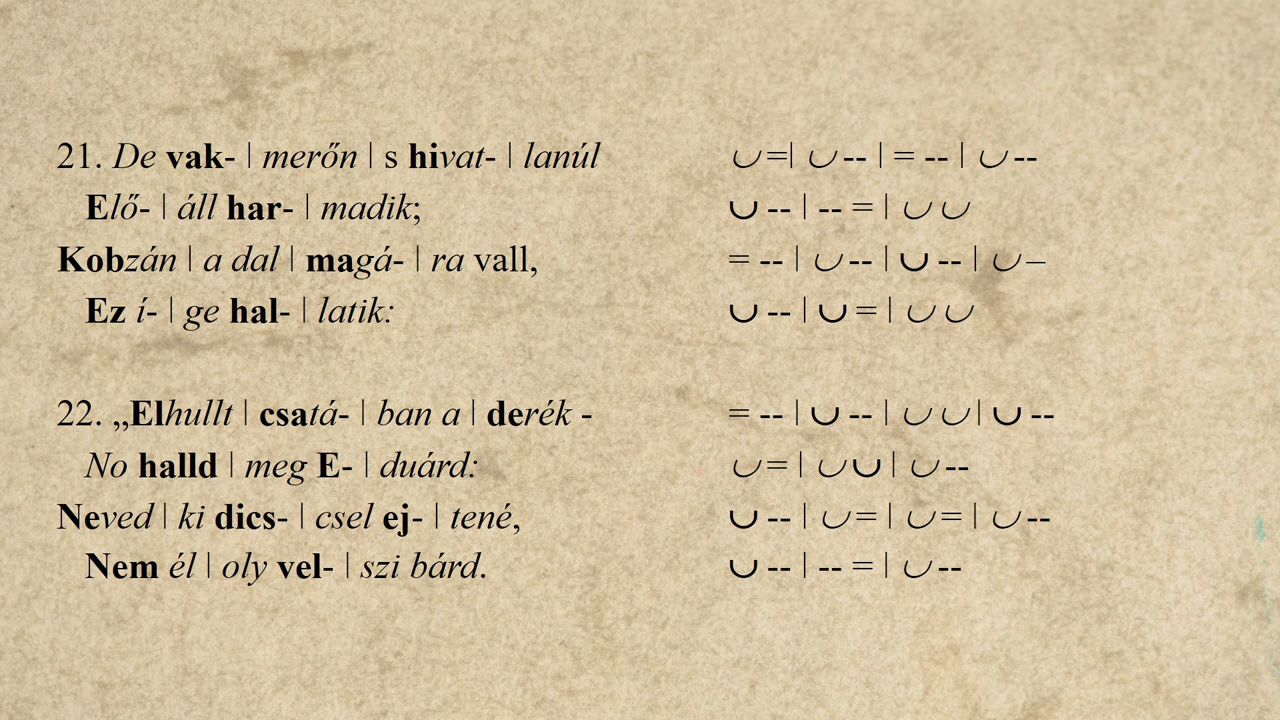 21. De vak- | merőn | s hivat- | lanúl ∪ =| ∪ -- | = -- | ∪ --
Elő- | áll har- | madik; ∪ -- | -- = | ∪ ∪
Kobzán | a dal | magá- | ra vall, = -- | ∪ -- | ∪ -- | ∪ –
Ez í- | ge hal- | latik: ∪ -- | ∪ = | ∪ ∪
22. „Elhullt | csatá- | ban a | derék - = -- | ∪ -- | ∪ ∪ | ∪ --
No halld | meg E- | duárd: ∪ = | ∪ ∪ | ∪ --
Neved | ki dics- | csel ej- | tené, ∪ -- | ∪ = | ∪ = | ∪ --
Nem él | oly vel- | szi bárd. ∪ -- | -- = | ∪ --